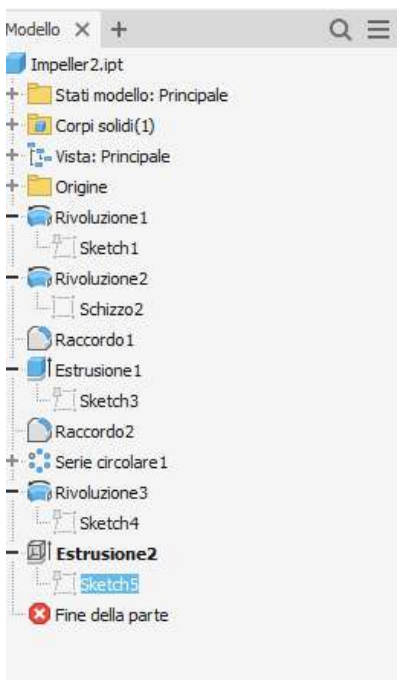 Modello
Impeller2.ipt
Stati modello: Principale
Corpi solidi(1)
Vista: Principale
Origine
Rivoluzione1
Sketch1
Rivoluzione2
Schizzo2
Raccordo1
Estrusione1
Sketch3
Raccordo2
Serie circolare1
Rivoluzione3
Sketch4
Estrusione2
Sketch5
Fine della parte